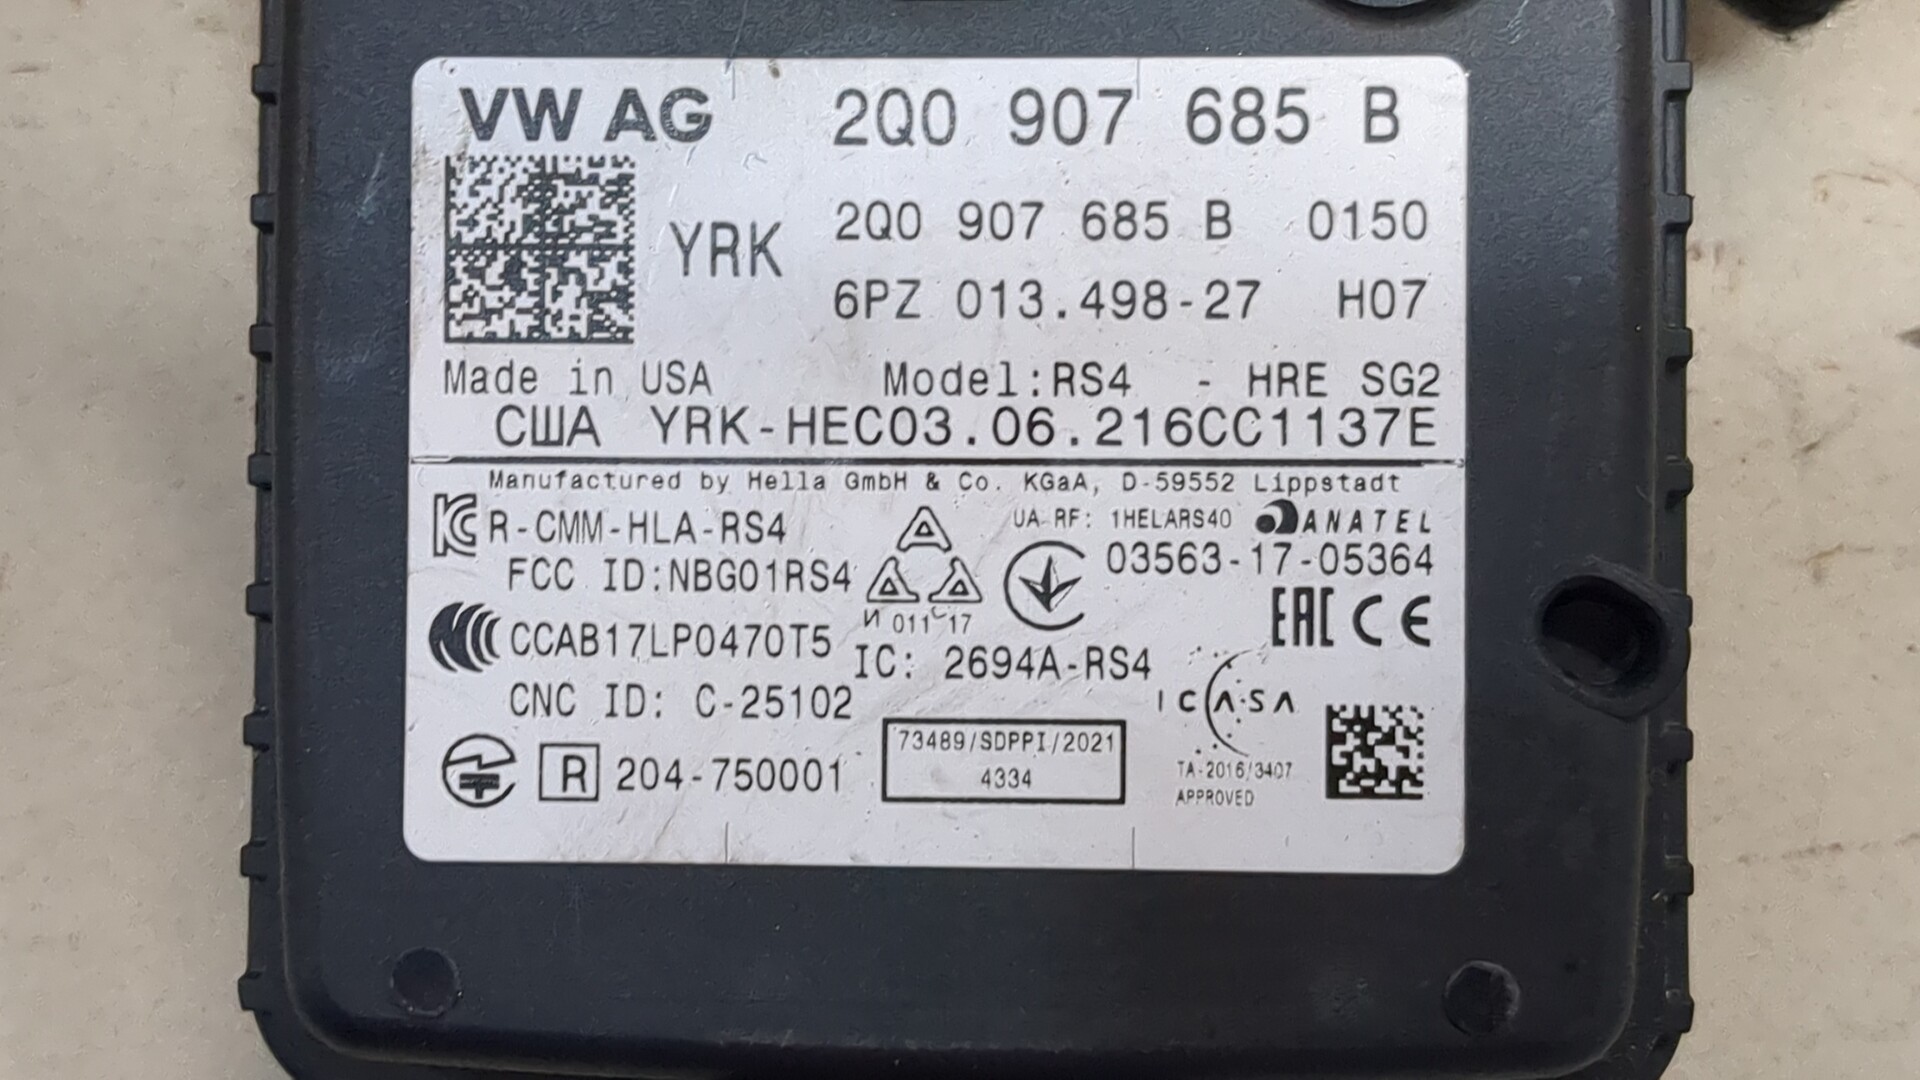 VW AG 2Q0 907 685 B
YRK 2Q0 907 685 B 0150
6PZ 013.498-27 H07
Made in USA Model:RS4 - HRE SG2
США YRK-HEC03.06.216CC1137E
Manufactured by Hella GmbH & Co. KGaA, D-59552 Lippstadt
R-CMM-HLA-RS4
UA RF: 1HELARS40 ANATEL
FCC ID:NBG01RS4
03563-17-05364
И 011 17
EAC CE
CCAB17LP0470T5
IC: 2694A-RS4
CNC ID: C-25102
ICASA
R 204-750001
73489/SDPPI/2021
4334
TA-2016/3407
APPROVED